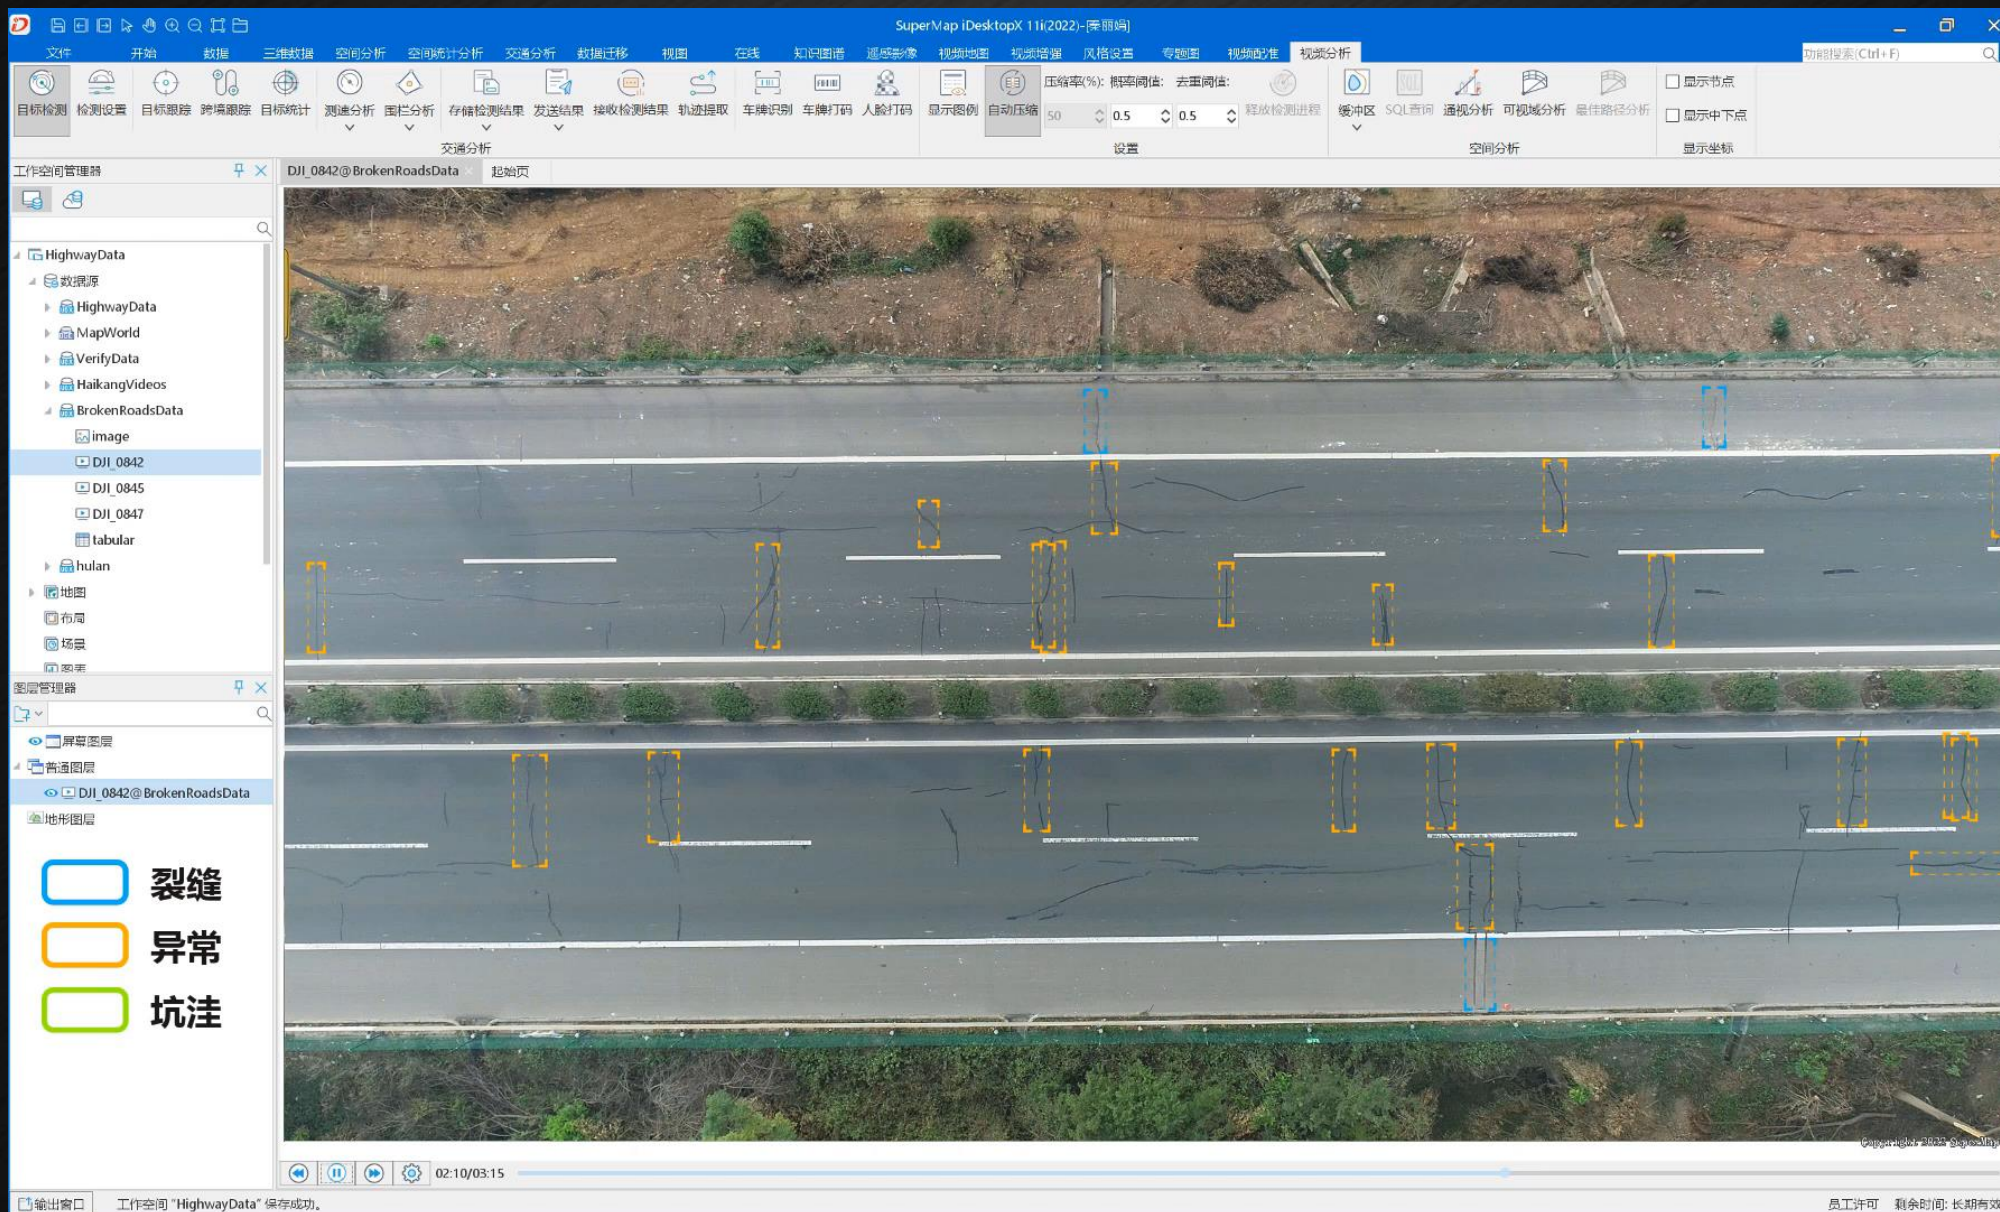 SuperMap iDesktopX 11i(2022)-[秦丽娟]
文件 开始 数据 三维数据 空间分析 空间统计分析 交通分析 数据迁移 视图 在线 知识图谱 遥感影像 视频地图 视频增强 风格设置 专题图 视频配准 视频分析 功能搜索(Ctrl+F)
压缩率(%): 概率阈值: 去重阈值:
50 0.5 0.5
显示节点
显示中下点
目标检测 检测设置 目标跟踪 跨境跟踪 目标统计 测速分析 围栏分析 存储检测结果 发送结果 接收检测结果 轨迹提取 车牌识别 车牌打码 人脸打码 显示图例 自动压缩 释放检测进程 缓冲区 SQL查询 通视分析 可视域分析 最佳路径分析
交通分析 设置 空间分析 显示坐标
工作空间管理器
DJI_0842@BrokenRoadsData 起始页
HighwayData
数据源
HighwayData
MapWorld
VerifyData
HaikangVideos
BrokenRoadsData
image
DJI_0842
DJI_0845
DJI_0847
tabular
hulan
地图
布局
场景
图表
图层管理器
屏幕图层
普通图层
DJI_0842@BrokenRoadsData
地形图层
裂缝
异常
坑洼
Copyright 2022 SuperMap
02:10/03:15
输出窗口 工作空间 "HighwayData" 保存成功。 员工许可 剩余时间: 长期有效